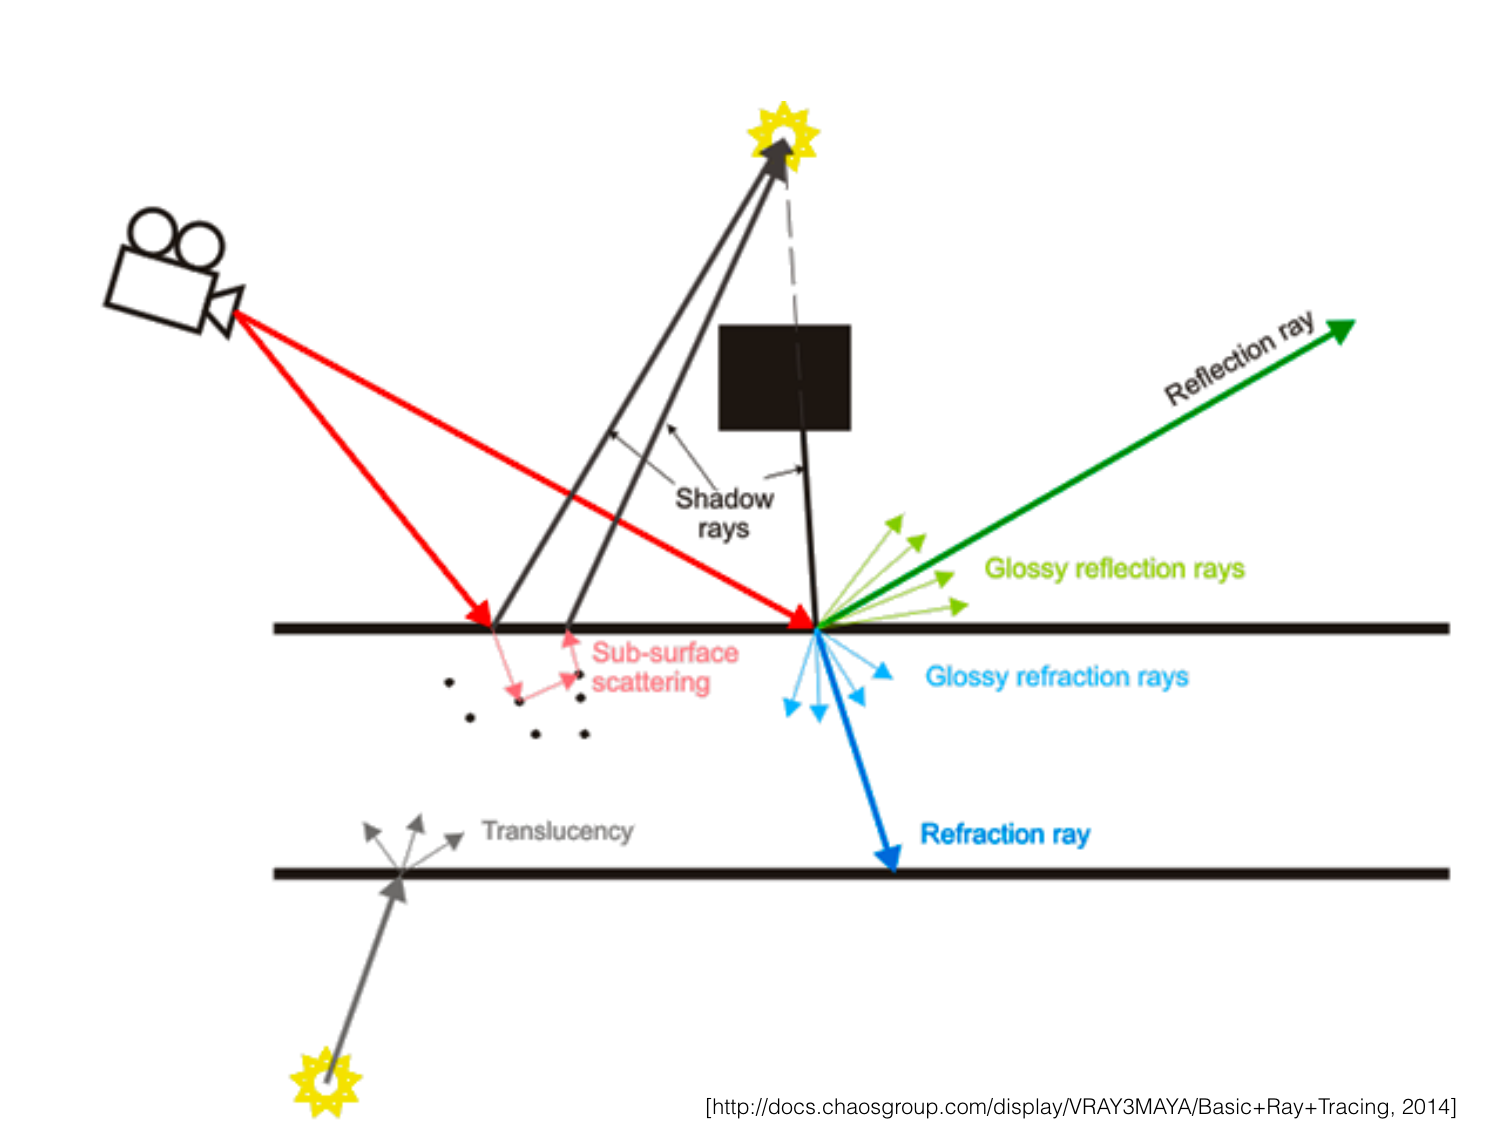 Reflection ray
Shadow
rays
Glossy reflection rays
Sub-surface
scattering
Glossy refraction rays
Translucency
Refraction ray
[http://docs.chaosgroup.com/display/VRAY3MAYA/Basic+Ray+Tracing, 2014]